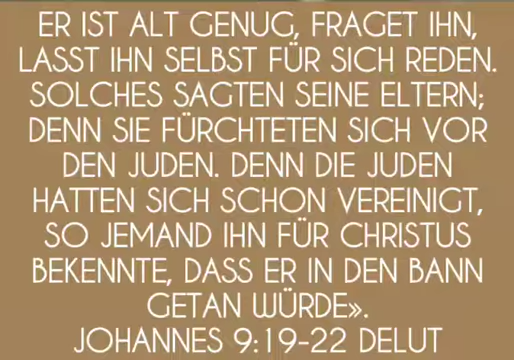 ER IST ALT GENUG, FRAGET IHN,
LASST IHN SELBST FÜR SICH REDEN.
SOLCHES SAGTEN SEINE ELTERN;
DENN SIE FÜRCHTETEN SICH VOR
DEN JUDEN. DENN DIE JUDEN
HATTEN SICH SCHON VEREINIGT,
SO JEMAND IHN FÜR CHRISTUS
BEKENNTE, DASS ER IN DEN BANN
GETAN WÜRDE».
JOHANNES 9:19-22 DELUT